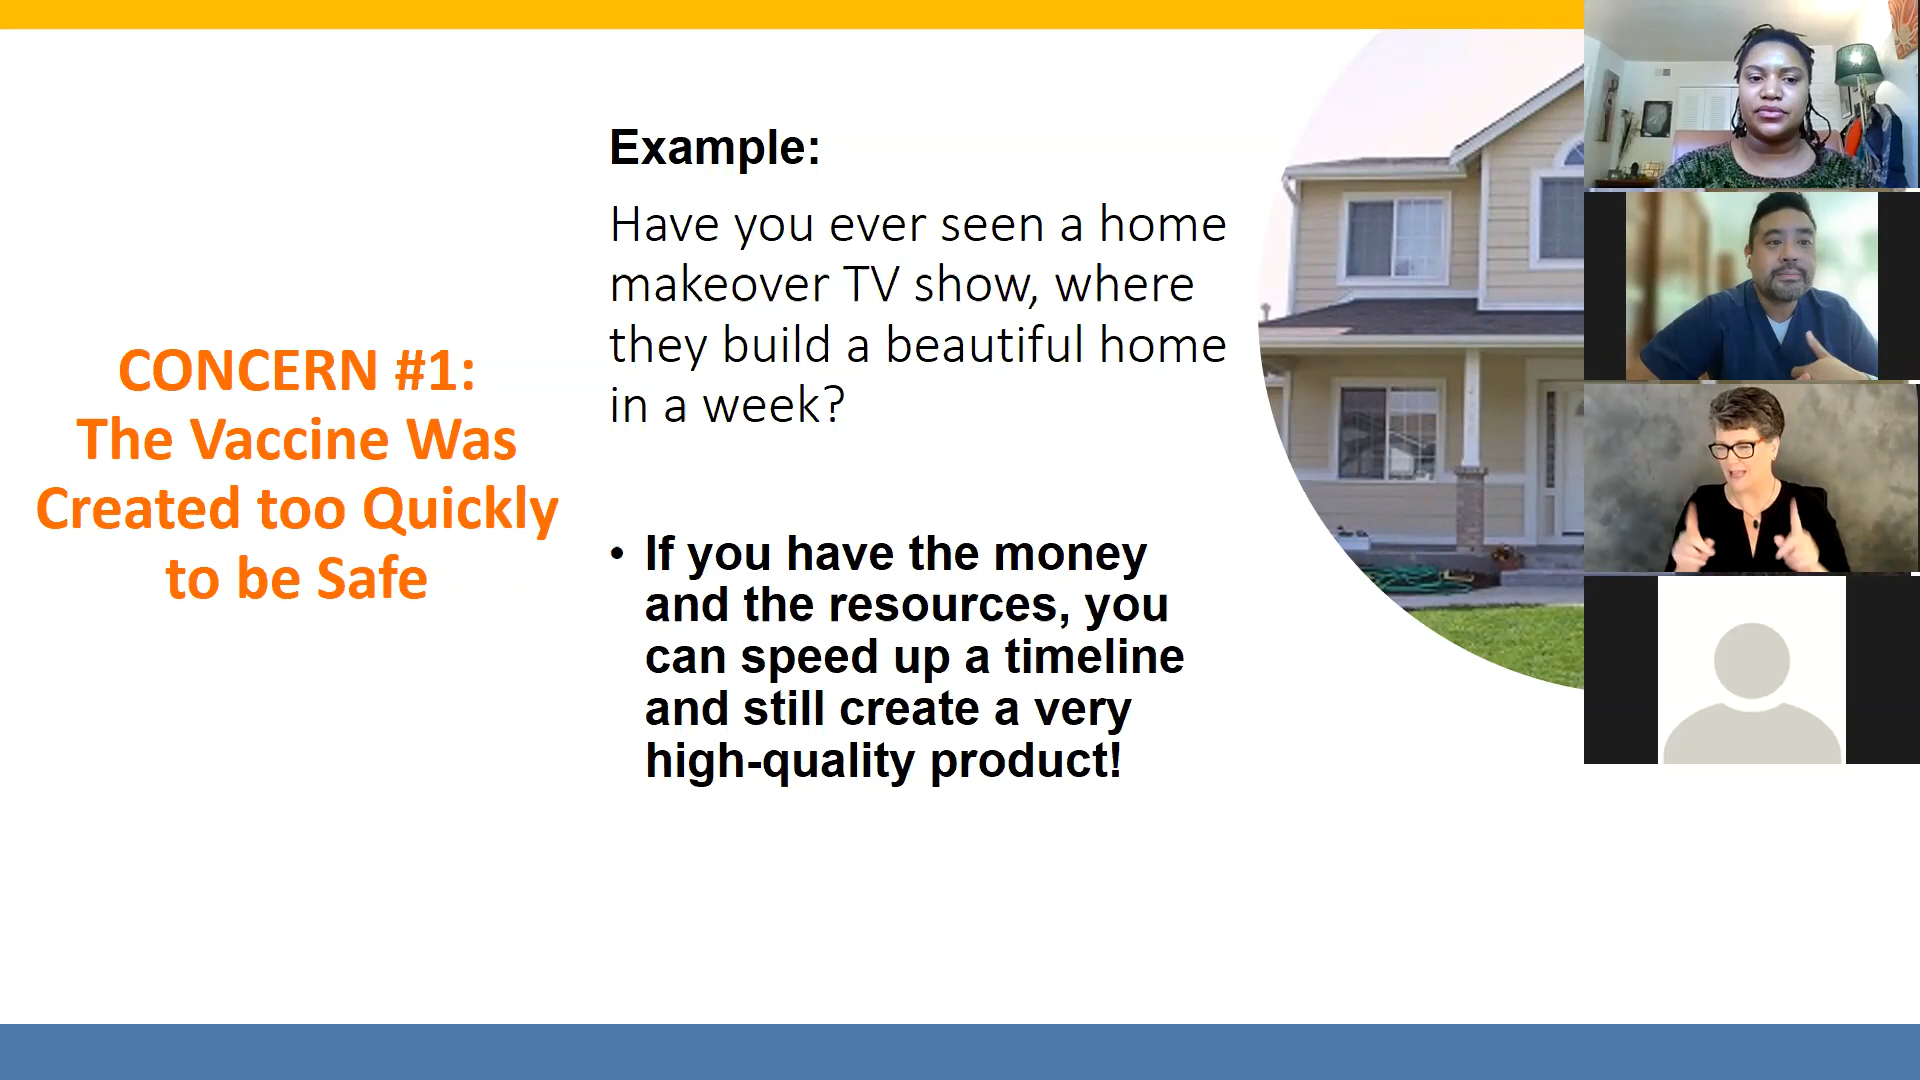 CONCERN #1:
The Vaccine Was
Created too Quickly
to be Safe
Example:
Have you ever seen a home
makeover TV show, where
they build a beautiful home
in a week?
• If you have the money
and the resources, you
can speed up a timeline
and still create a very
high-quality product!